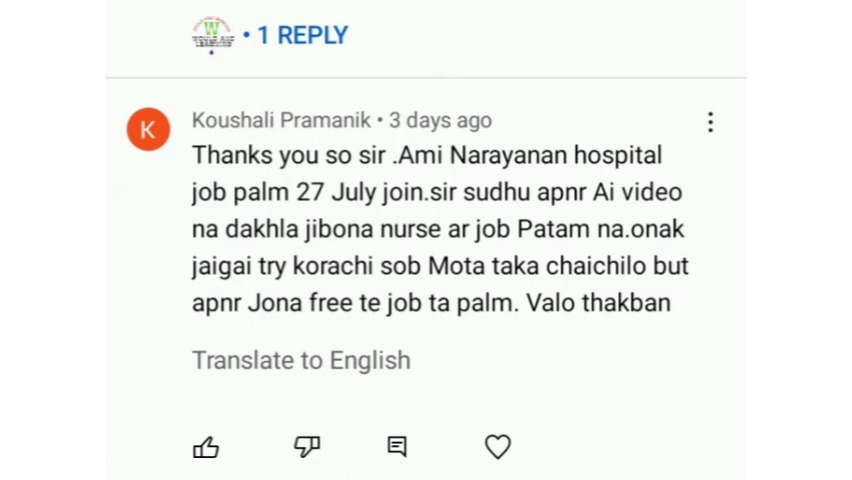 W
• 1 REPLY
K
Koushali Pramanik • 3 days ago
Thanks you so sir .Ami Narayanan hospital
job palm 27 July join.sir sudhu apnr Ai video
na dakhla jibona nurse ar job Patam na.onak
jaigai try korachi sob Mota taka chaichilo but
apnr Jona free te job ta palm. Valo thakban
Translate to English